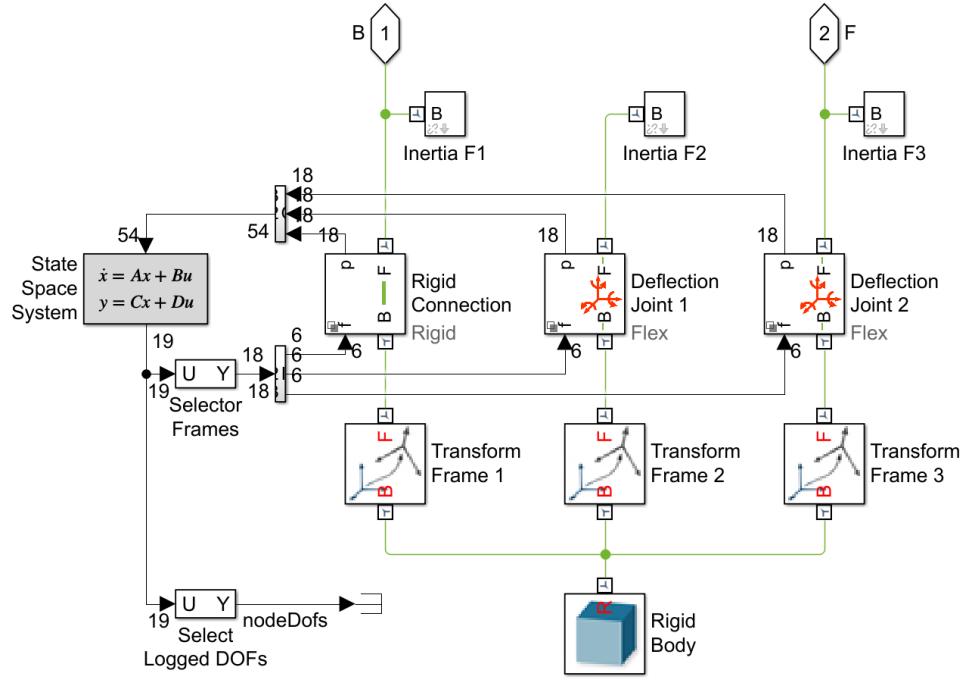 B 1
2 F
B
Inertia F1
B
Inertia F2
B
Inertia F3
18
18
18
54
18
18
18
54
State
Space
System
ẋ = Ax + Bu
y = Cx + Du
p
F
f
B
Rigid
Connection
Rigid
p
F
f
B
Deflection
Joint 1
Flex
p
F
f
B
Deflection
Joint 2
Flex
19
19
U Y
Selector
Frames
18
18
6
6
6
6
6
6
F
B
Transform
Frame 1
F
B
Transform
Frame 2
F
B
Transform
Frame 3
19
U Y
Select
Logged DOFs
nodeDofs
R
Rigid
Body